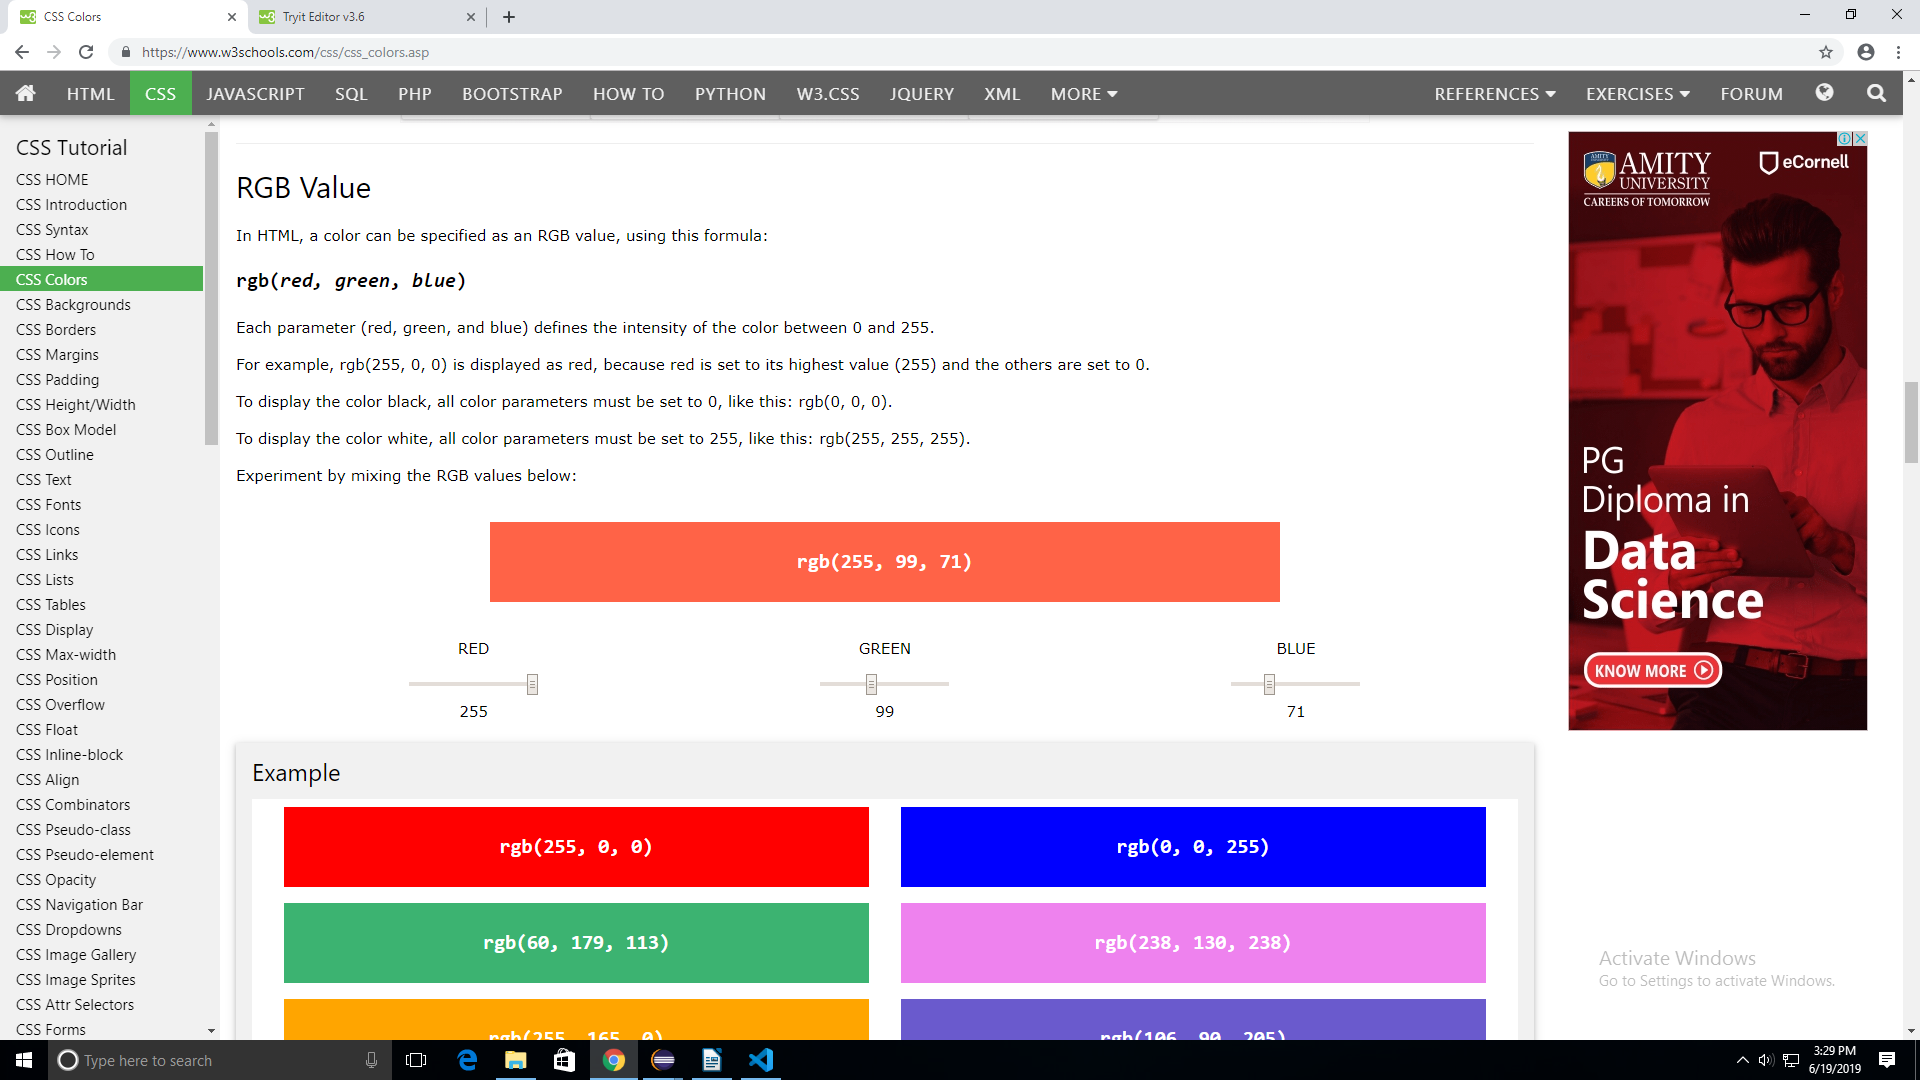 CSS Colors
Tryit Editor v3.6
https://www.w3schools.com/css/css_colors.asp
HTML CSS JAVASCRIPT SQL PHP BOOTSTRAP HOW TO PYTHON W3.CSS JQUERY XML MORE REFERENCES EXERCISES FORUM
CSS Tutorial
CSS HOME
CSS Introduction
CSS Syntax
CSS How To
CSS Colors
CSS Backgrounds
CSS Borders
CSS Margins
CSS Padding
CSS Height/Width
CSS Box Model
CSS Outline
CSS Text
CSS Fonts
CSS Icons
CSS Links
CSS Lists
CSS Tables
CSS Display
CSS Max-width
CSS Position
CSS Overflow
CSS Float
CSS Inline-block
CSS Align
CSS Combinators
CSS Pseudo-class
CSS Pseudo-element
CSS Opacity
CSS Navigation Bar
CSS Dropdowns
CSS Image Gallery
CSS Image Sprites
CSS Attr Selectors
CSS Forms
RGB Value
In HTML, a color can be specified as an RGB value, using this formula:
rgb(red, green, blue)
Each parameter (red, green, and blue) defines the intensity of the color between 0 and 255.
For example, rgb(255, 0, 0) is displayed as red, because red is set to its highest value (255) and the others are set to 0.
To display the color black, all color parameters must be set to 0, like this: rgb(0, 0, 0).
To display the color white, all color parameters must be set to 255, like this: rgb(255, 255, 255).
Experiment by mixing the RGB values below:
rgb(255, 99, 71)
RED GREEN BLUE
255 99 71
Example
rgb(255, 0, 0) rgb(0, 0, 255)
rgb(60, 179, 113) rgb(238, 130, 238)
rgb(255, 165, 0) rgb(106, 90, 205)
AMITY
AMITY
UNIVERSITY
CAREERS OF TOMORROW
eCornell
PG
Diploma in
Data
Science
KNOW MORE
Activate Windows
Go to Settings to activate Windows.
Type here to search
3:29 PM
6/19/2019